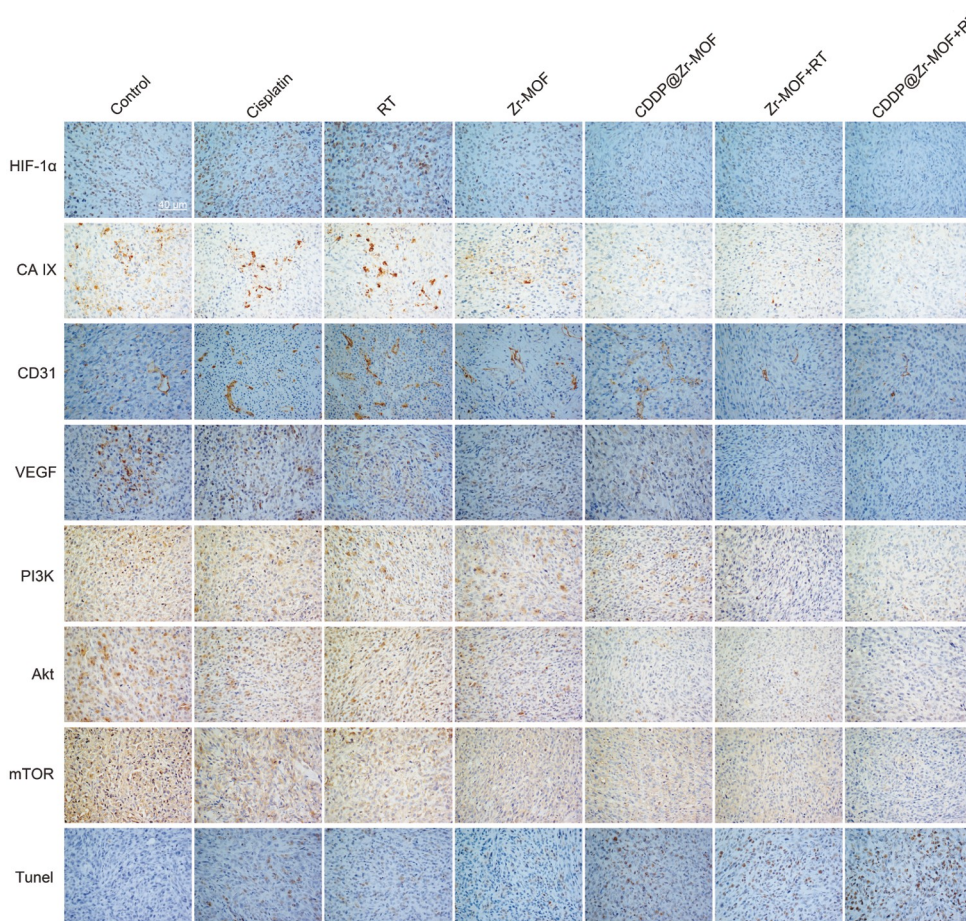 Control
Cisplatin
RT
Zr-MOF
CDDP@Zr-MOF
Zr-MOF+RT
CDDP@Zr-MOF+R
HIF-1α
40 μm
CA IX
CD31
VEGF
PI3K
Akt
mTOR
Tunel